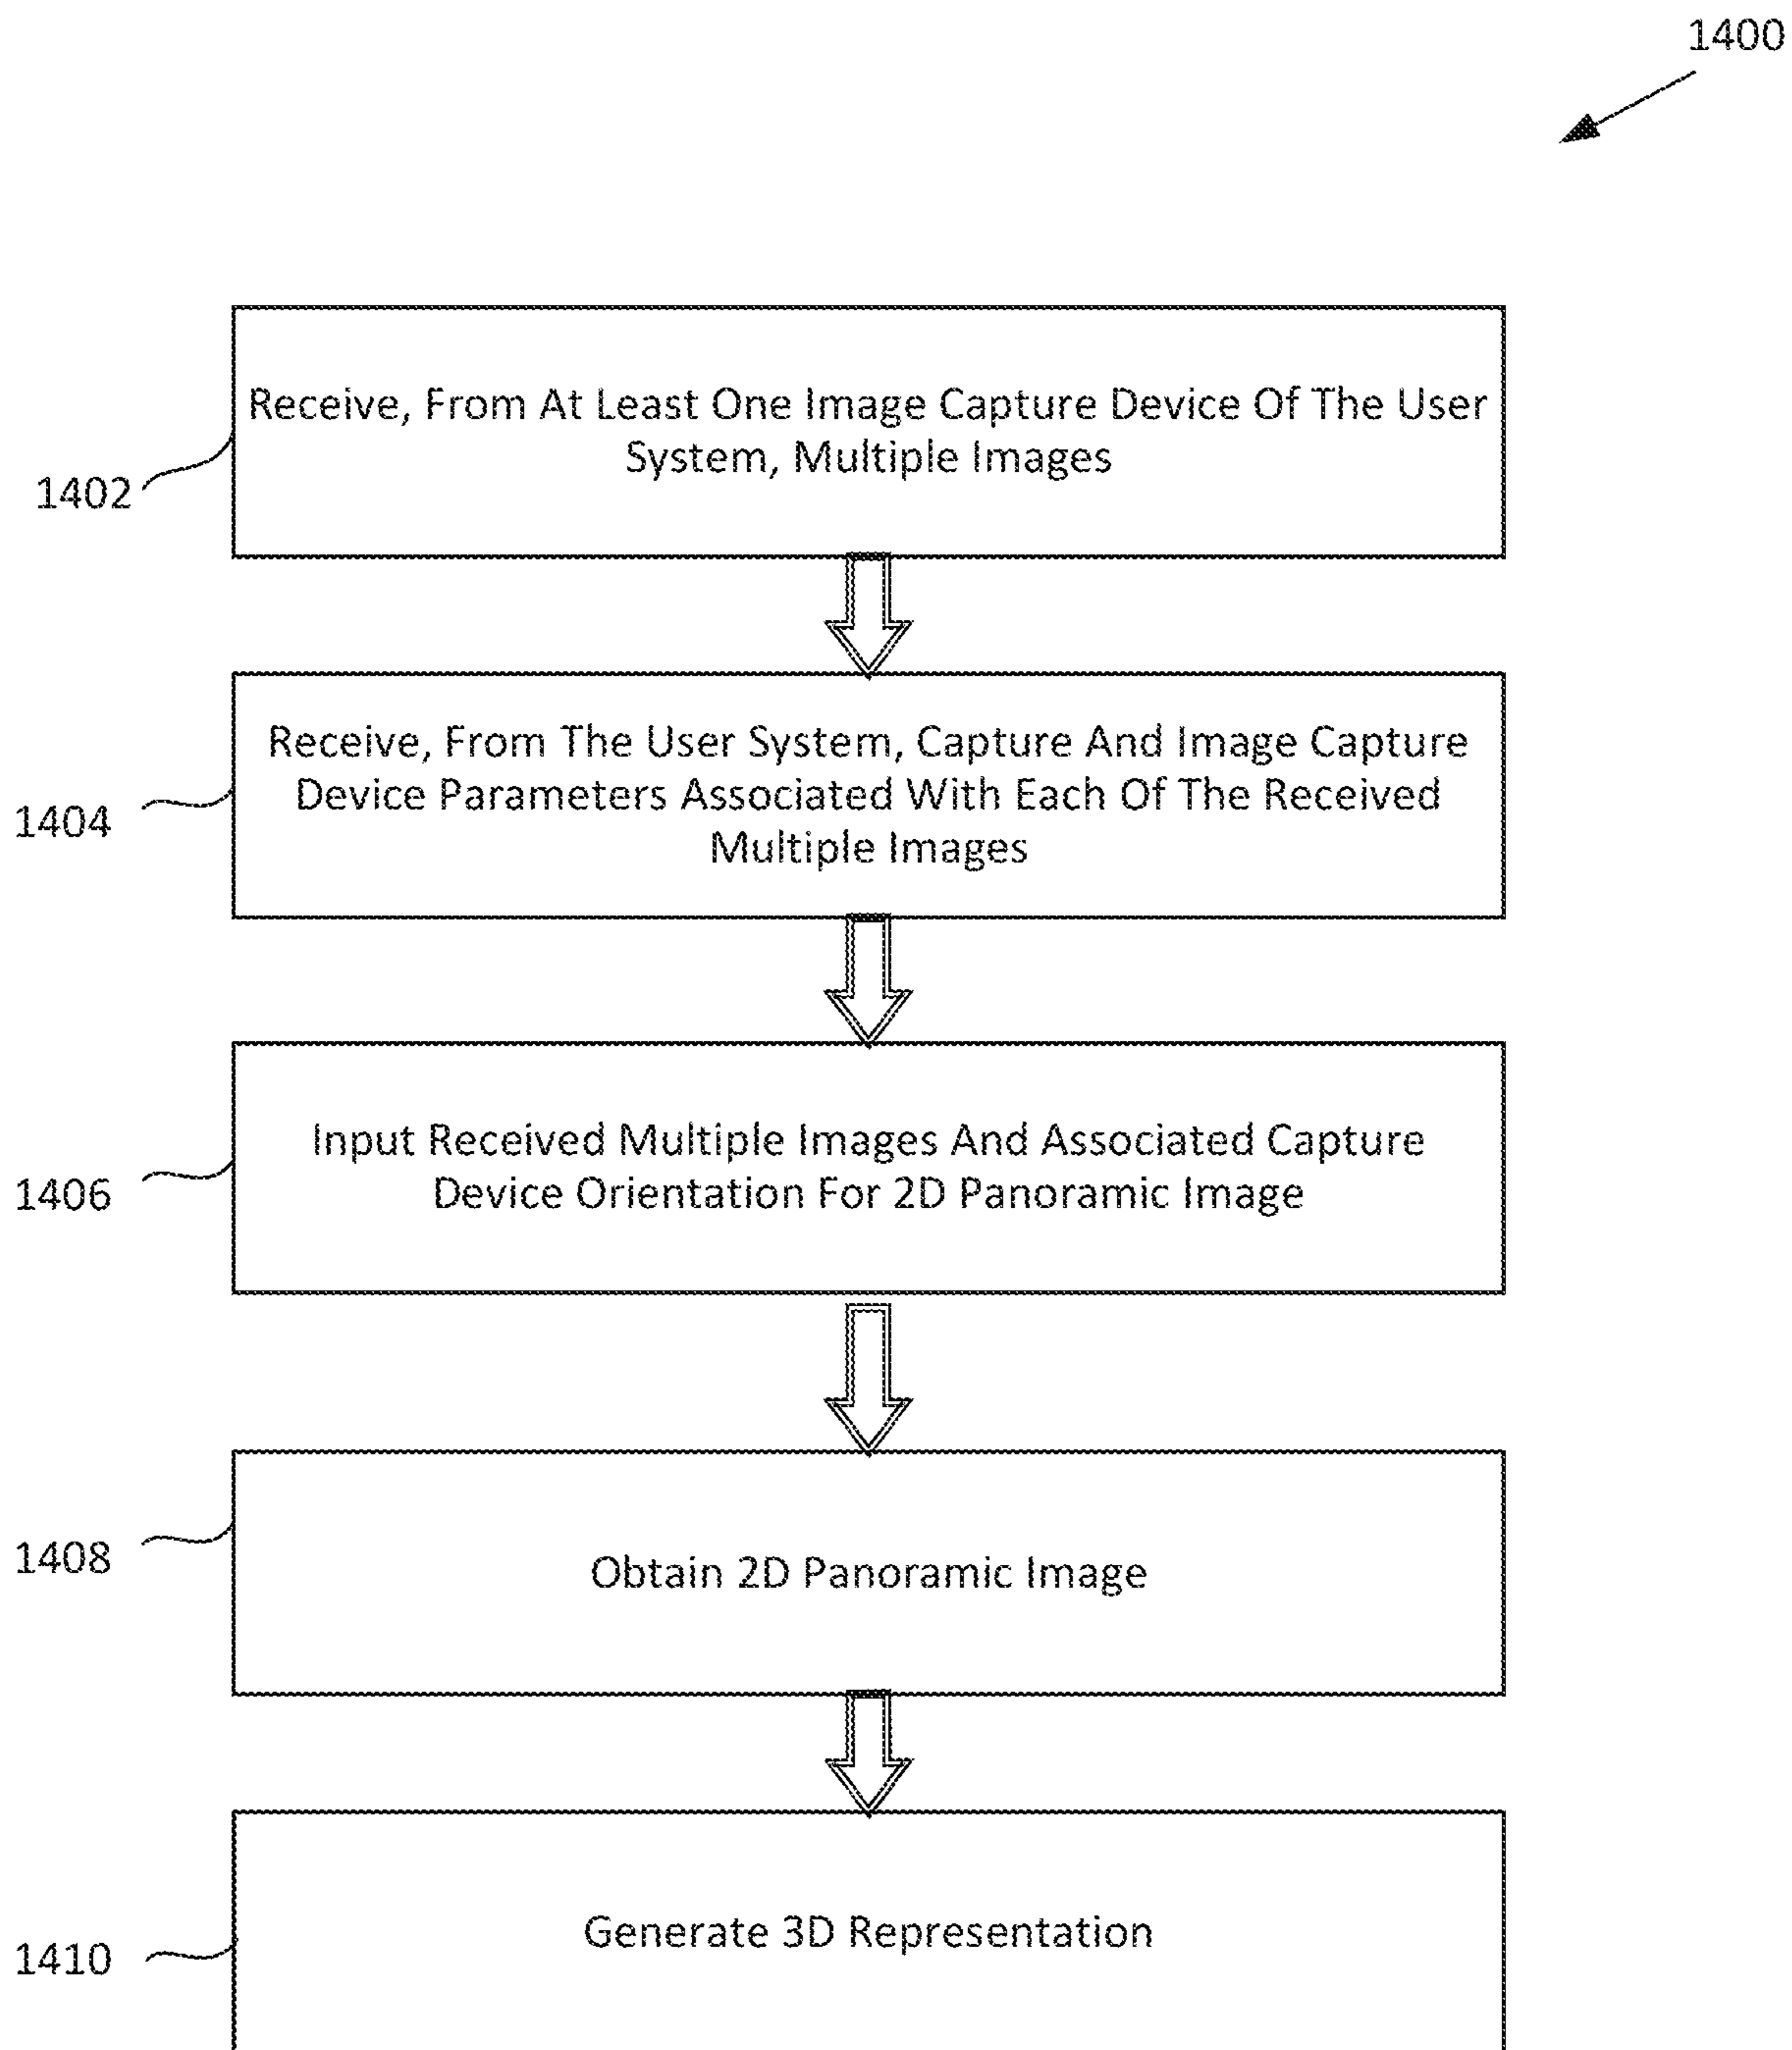 1400
Receive, From At Least One Image Capture Device Of The User
System, Multiple Images
1402
Receive, From The User System, Capture And Image Capture
Device Parameters Associated With Each Of The Received
Multiple Images
1404
Input Received Multiple Images And Associated Capture
Device Orientation For 2D Panoramic Image
1406
Obtain 2D Panoramic Image
1408
Generate 3D Representation
1410